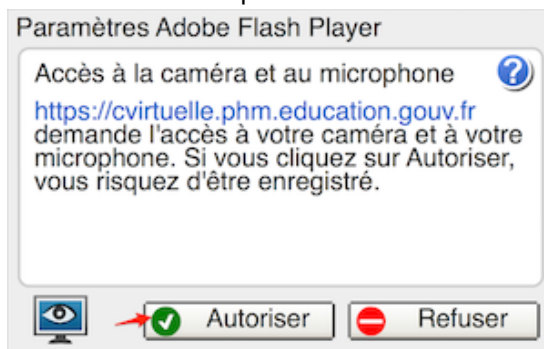 Paramètres Adobe Flash Player
Accès à la caméra et au microphone ?
https://cvirtuelle.phm.education.gouv.fr
demande l'accès à votre caméra et à votre
microphone. Si vous cliquez sur Autoriser,
vous risquez d'être enregistré.
Autoriser Refuser